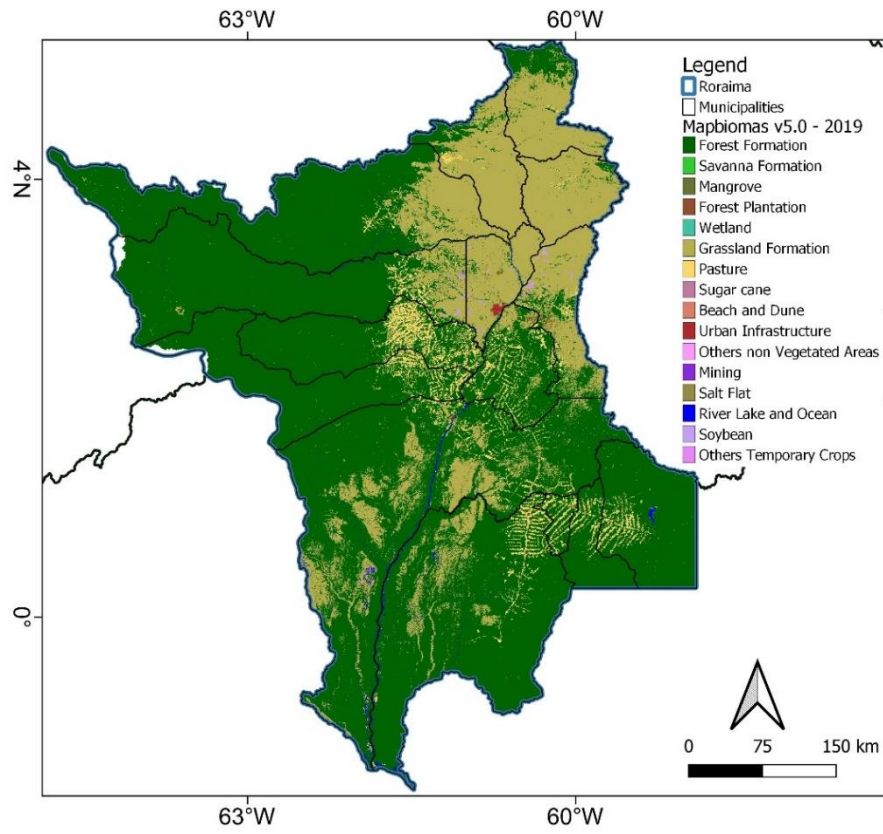 63°W 60°W
4°N
0°
Legend
Roraima
Municipalities
Mapbiomas v5.0 - 2019
Forest Formation
Savanna Formation
Mangrove
Forest Plantation
Wetland
Grassland Formation
Pasture
Sugar cane
Beach and Dune
Urban Infrastructure
Others non Vegetated Areas
Mining
Salt Flat
River Lake and Ocean
Soybean
Others Temporary Crops
0 75 150 km
63°W 60°W